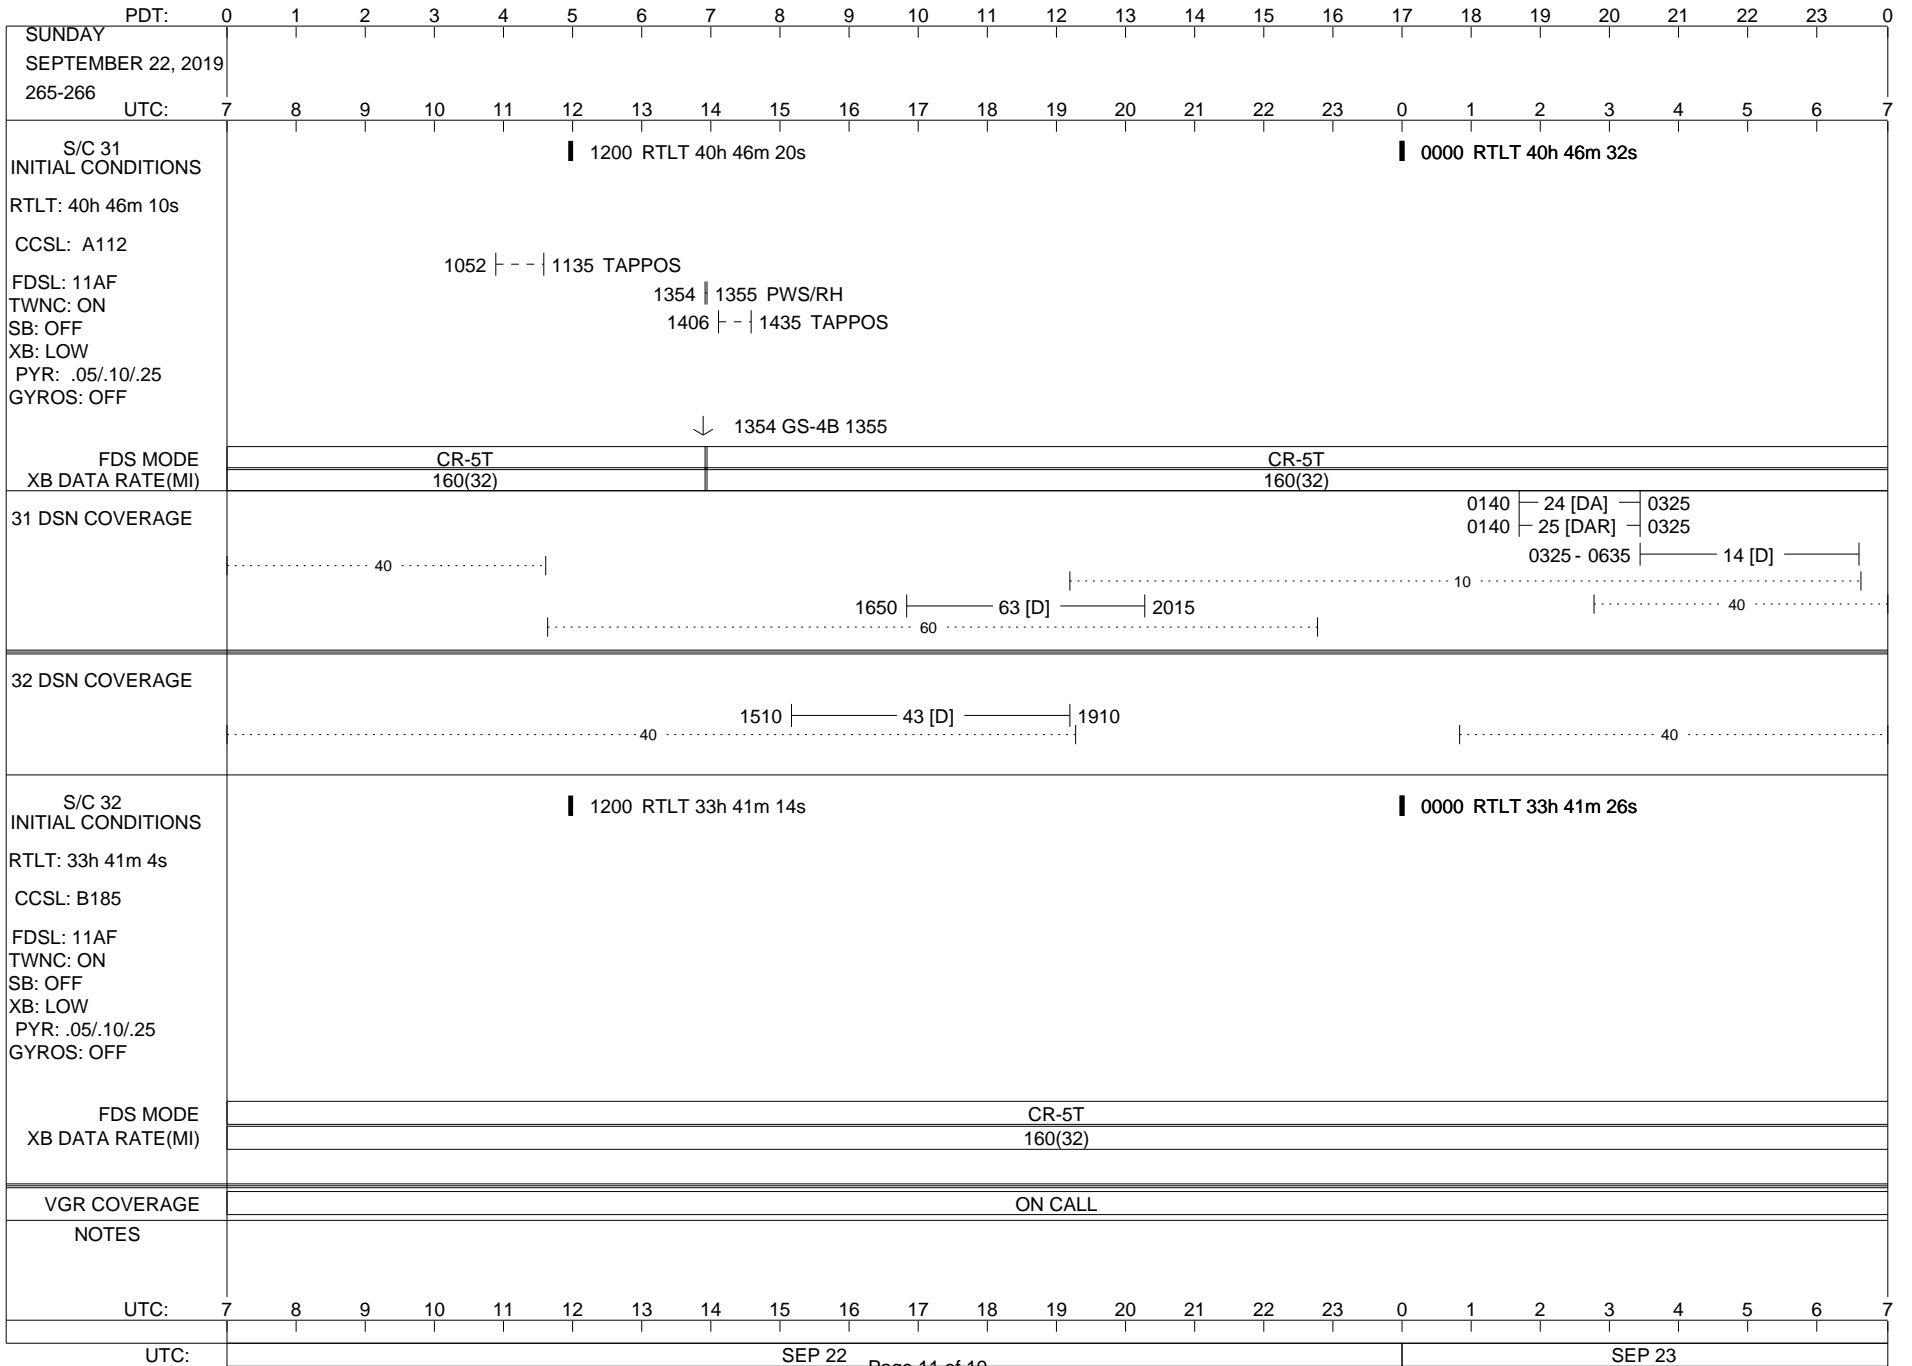 PDT: 0 1 2 3 4 5 6 7 8 9 10 11 12 13 14 15 16 17 18 19 20 21 22 23 0
SUNDAY
SEPTEMBER 22, 2019
265-266
UTC: 7 8 9 10 11 12 13 14 15 16 17 18 19 20 21 22 23 0 1 2 3 4 5 6 7
S/C 31
INITIAL CONDITIONS
1200 RTLT 40h 46m 20s
0000 RTLT 40h 46m 32s
RTLT: 40h 46m 10s
CCSL: A112
1052 1135 TAPPOS
FDSL: 11AF
1354 1355 PWS/RH
TWNC: ON
1406 1435 TAPPOS
SB: OFF
XB: LOW
PYR: .05/.10/.25
GYROS: OFF
1354 GS-4B 1355
FDS MODE CR-5T CR-5T
XB DATA RATE(MI) 160(32) 160(32)
31 DSN COVERAGE
0140 24 [DA] 0325
0140 25 [DAR] 0325
0325 - 0635 14 [D]
40
10
1650 63 [D] 2015
40
60
32 DSN COVERAGE
1510 43 [D] 1910
40 40
S/C 32
INITIAL CONDITIONS
1200 RTLT 33h 41m 14s
0000 RTLT 33h 41m 26s
RTLT: 33h 41m 4s
CCSL: B185
FDSL: 11AF
TWNC: ON
SB: OFF
XB: LOW
PYR: .05/.10/.25
GYROS: OFF
FDS MODE CR-5T
XB DATA RATE(MI) 160(32)
VGR COVERAGE ON CALL
NOTES
UTC: 7 8 9 10 11 12 13 14 15 16 17 18 19 20 21 22 23 0 1 2 3 4 5 6 7
UTC: SEP 22 SEP 23